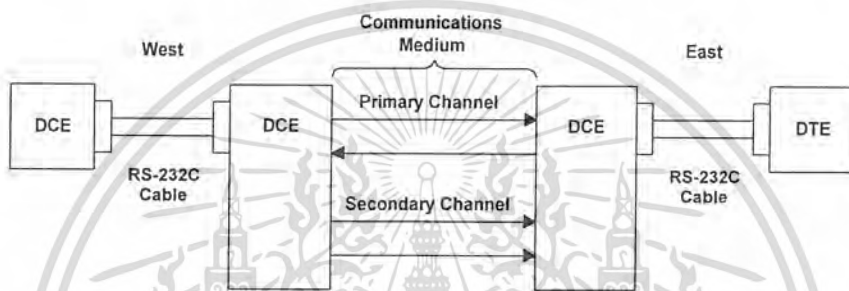 Communications
Medium
West
East
Primary Channel
DCE
DCE
DCE
DTE
RS-232C
Cable
RS-232C
Cable
Secondary Channel